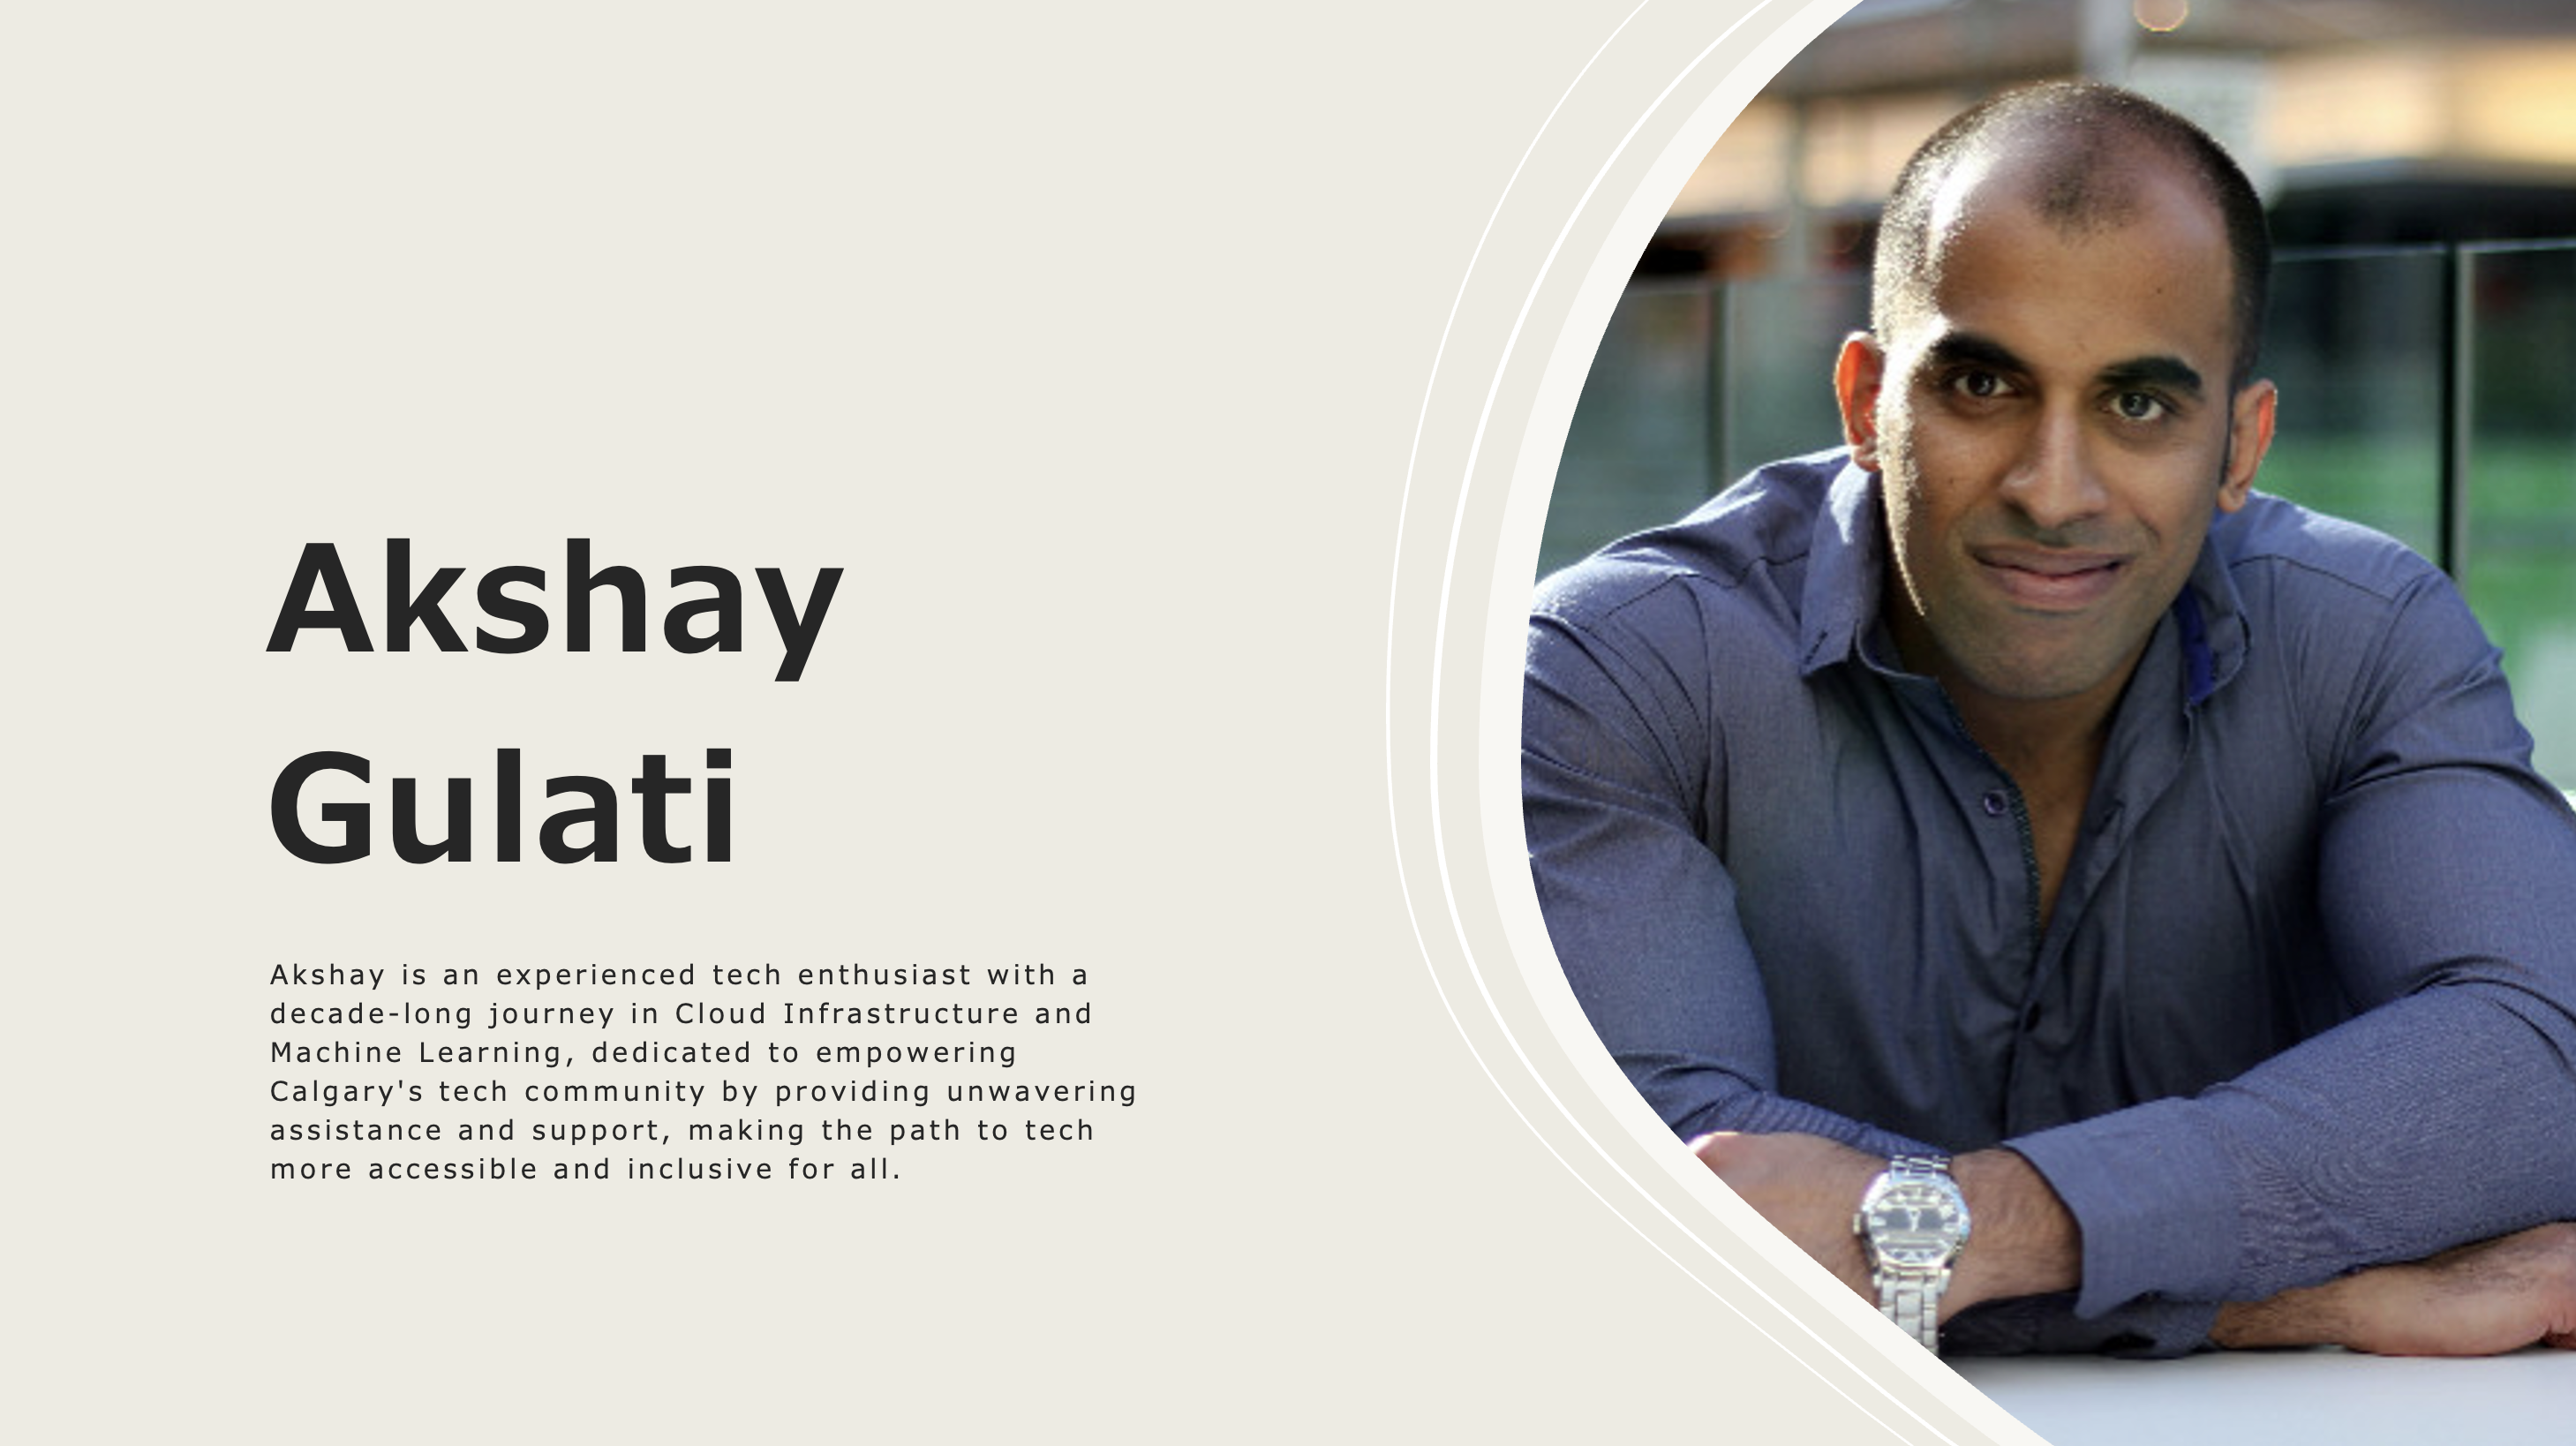 Akshay
Gulati
Akshay is an experienced tech enthusiast with a
decade-long journey in Cloud Infrastructure and
Machine Learning, dedicated to empowering
Calgary's tech community by providing unwavering
assistance and support, making the path to tech
more accessible and inclusive for all.